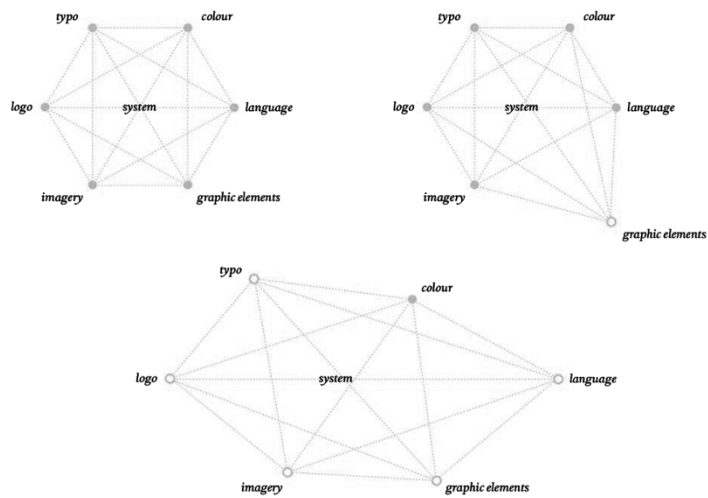 typo
colour
logo
system
language
imagery
graphic elements
typo
colour
logo
system
language
imagery
graphic elements
typo
colour
logo
system
language
imagery
graphic elements